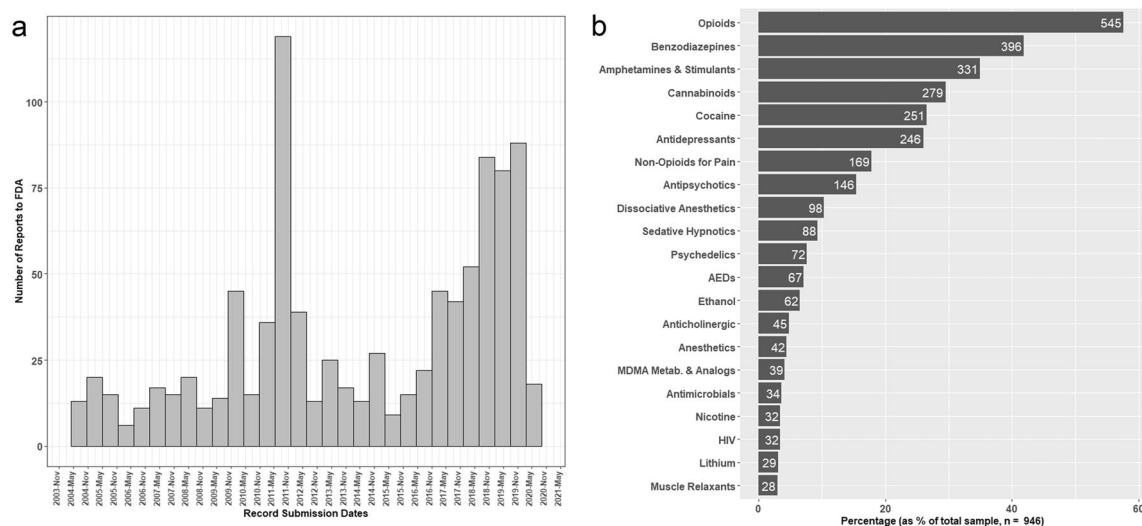 a
Number of Reports to FDA
100
75
50
25
0
2003-Nov
2004-May
2004-Nov
2005-May
2005-Nov
2006-May
2006-Nov
2007-May
2007-Nov
2008-May
2008-Nov
2009-May
2009-Nov
2010-May
2010-Nov
2011-May
2011-Nov
2012-May
2012-Nov
2013-May
2013-Nov
2014-May
2014-Nov
2015-May
2015-Nov
2016-May
2016-Nov
2017-May
2017-Nov
2018-May
2018-Nov
2019-May
2019-Nov
2020-May
2020-Nov
2021-May
Record Submission Dates
b
Opioids 545
Benzodiazepines 396
Amphetamines & Stimulants 331
Cannabinoids 279
Cocaine 251
Antidepressants 246
Non-Opioids for Pain 169
Antipsychotics 146
Dissociative Anesthetics 98
Sedative Hypnotics 88
Psychedelics 72
AEDs 67
Ethanol 62
Anticholinergic 45
Anesthetics 42
MDMA Metab. & Analogs 39
Antimicrobials 34
Nicotine 32
HIV 32
Lithium 29
Muscle Relaxants 28
0 20 40 60
Percentage (as % of total sample, n = 946)